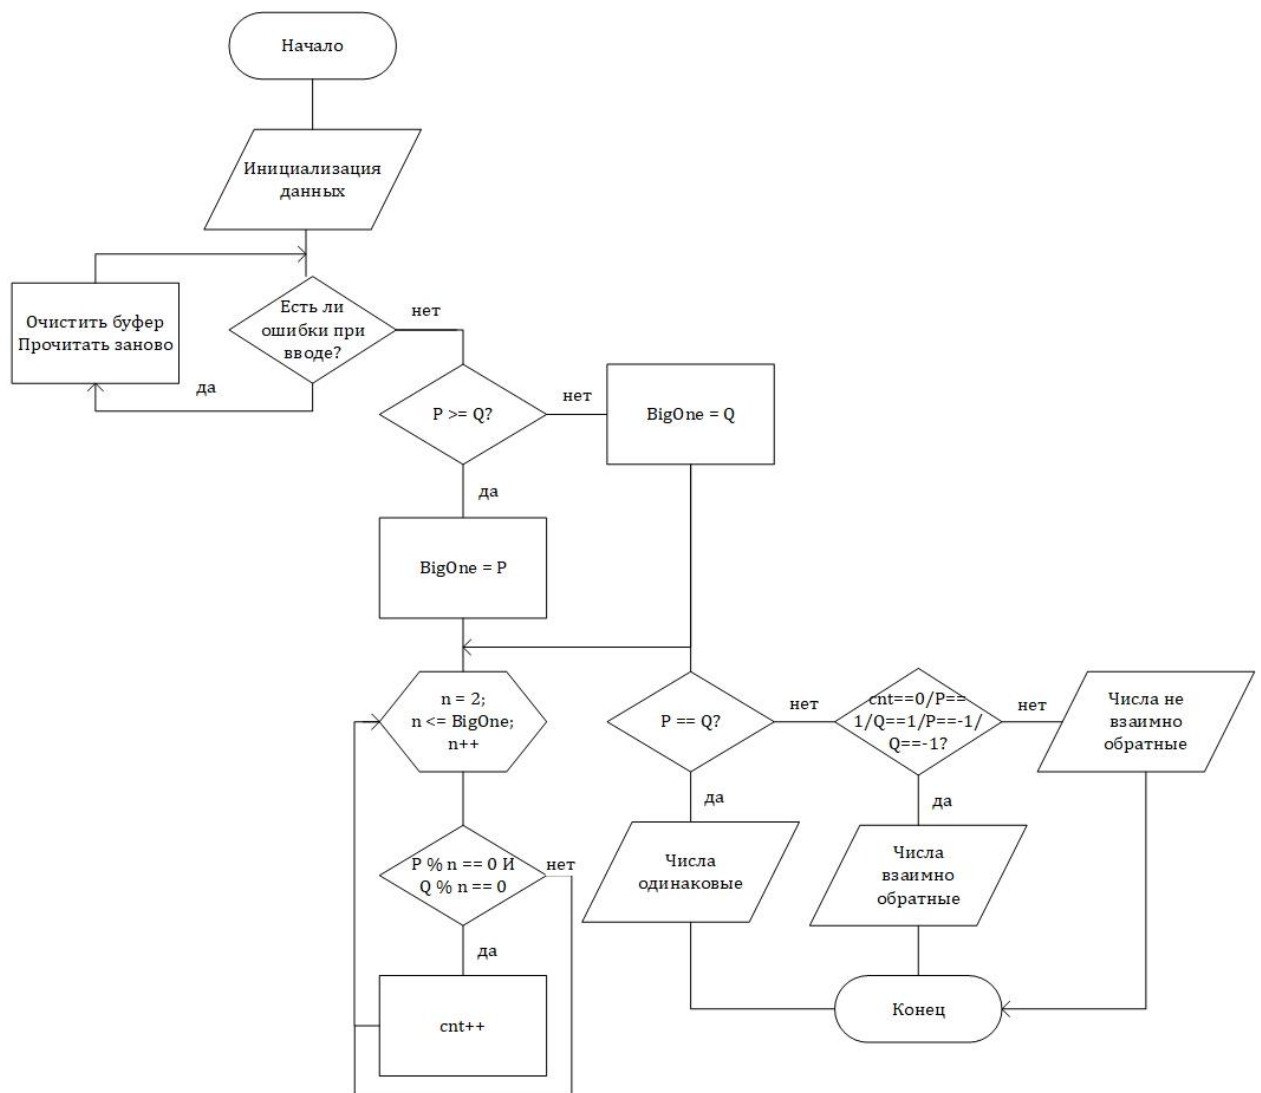 Начало
Инициализация
данных
Очистить буфер
Прочитать заново
да
Есть ли
ошибки при
вводе?
нет
P >= Q?
нет
BigOne = Q
да
BigOne = P
n = 2;
n <= BigOne;
n++
P % n == 0 И
Q % n == 0
нет
да
cnt++
P == Q?
нет
да
Числа
одинаковые
cnt==0/P==
1/Q==1/P==-1/
Q==-1?
нет
да
Числа
взаимно
обратные
Числа не
взаимно
обратные
Конец